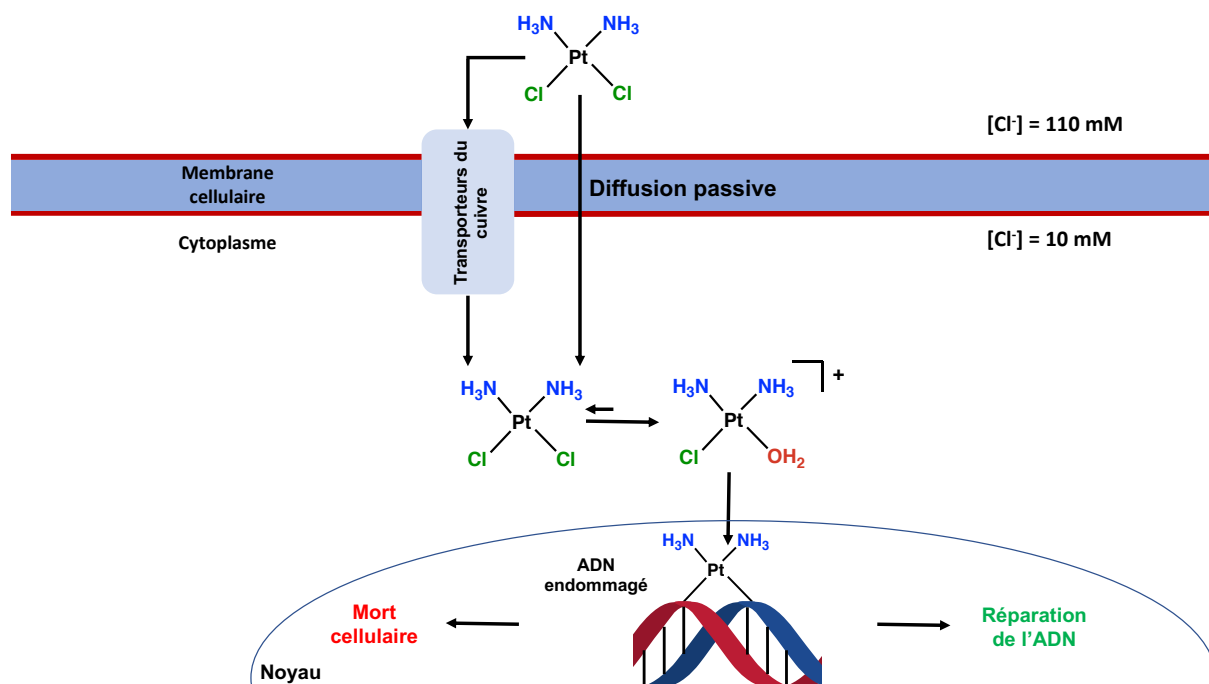 H₃N NH₃
Pt
Cl Cl
[Cl⁻] = 110 mM
Membrane
cellulaire
Transporteurs du
cuivre
Diffusion passive
Cytoplasme
[Cl⁻] = 10 mM
H₃N NH₃
Pt
Cl Cl
H₃N NH₃
+
Pt
Cl OH₂
H₃N NH₃
Pt
ADN
endommagé
Mort
cellulaire
Réparation
de l'ADN
Noyau